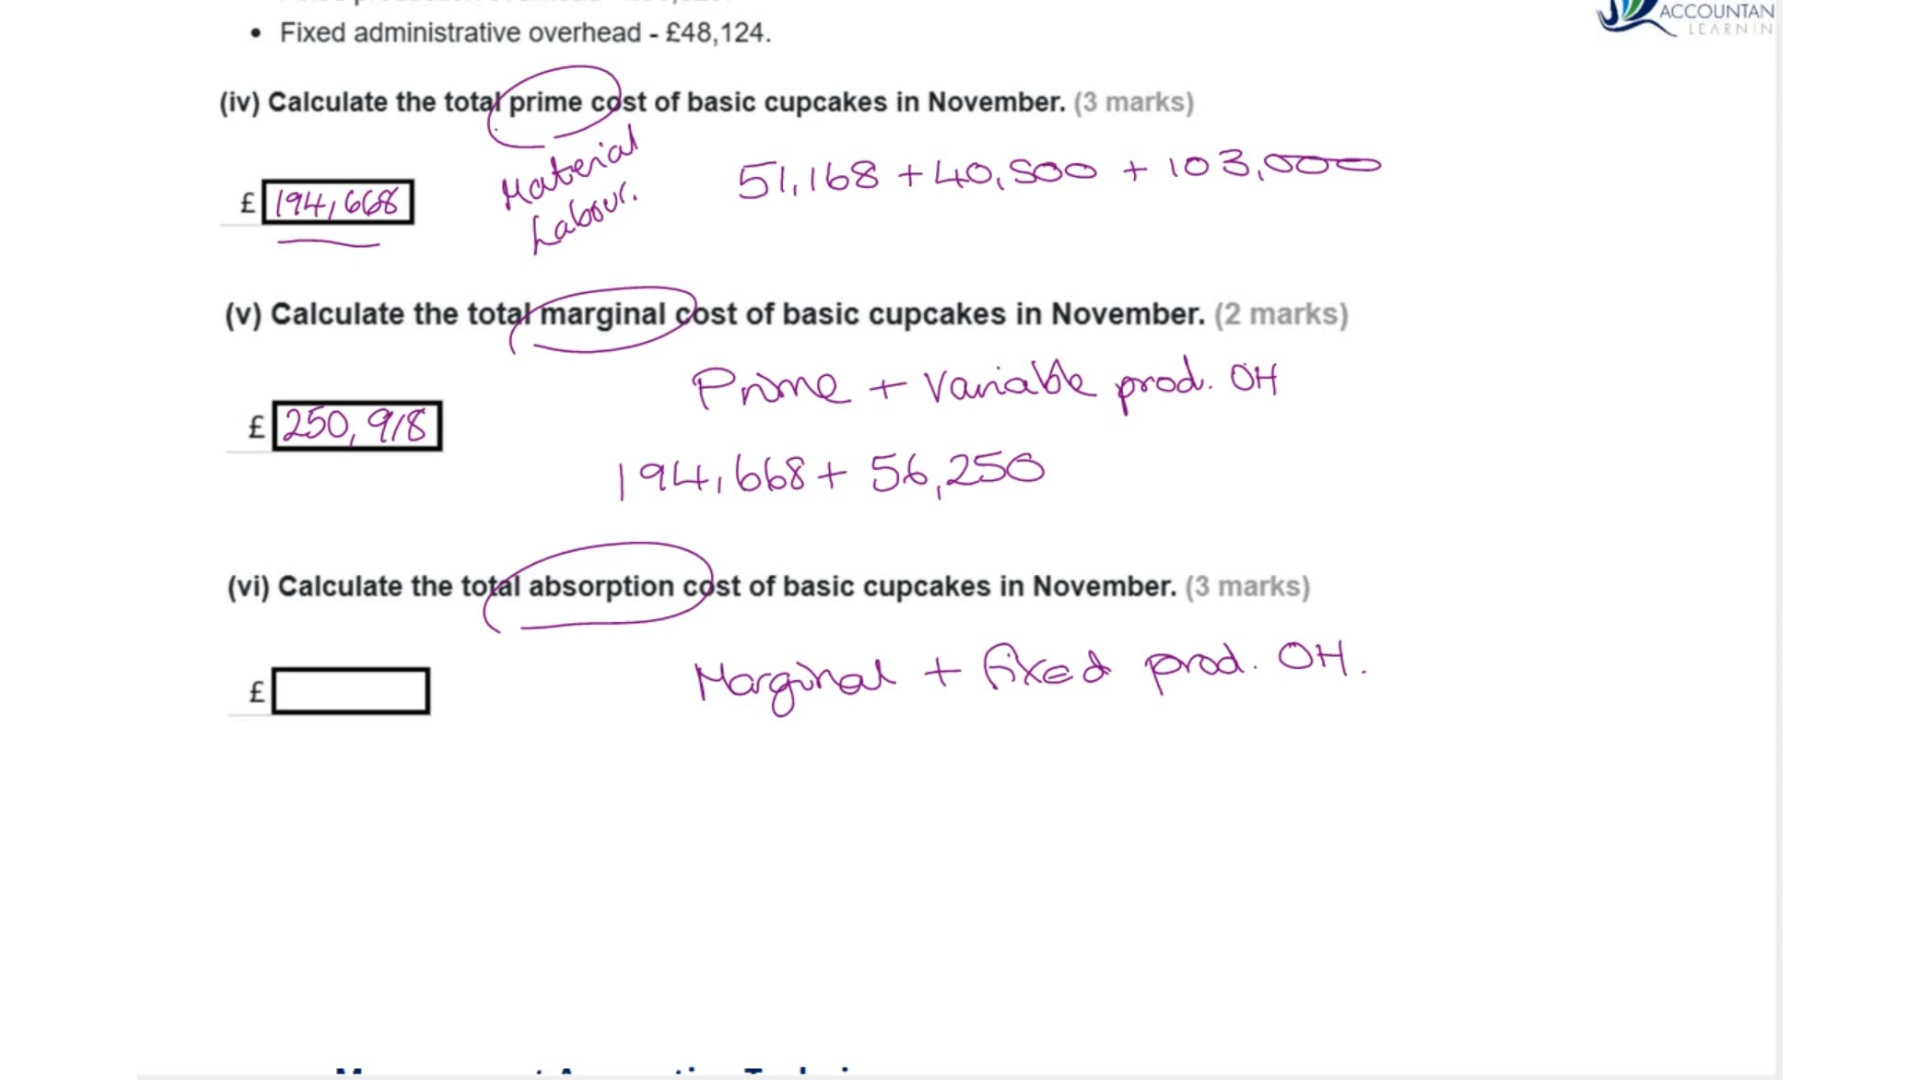 • Fixed administrative overhead - £48,124.
ACCOUNTAN
LEARNIN
(iv) Calculate the total prime cost of basic cupcakes in November. (3 marks)
Material
Labour.
51,168 + 40,500 + 103,000
£ 194,668
(v) Calculate the total marginal cost of basic cupcakes in November. (2 marks)
Prime + Variable prod. OH
£ 250,918
194,668 + 56,250
(vi) Calculate the total absorption cost of basic cupcakes in November. (3 marks)
Marginal + fixed prod. OH.
£